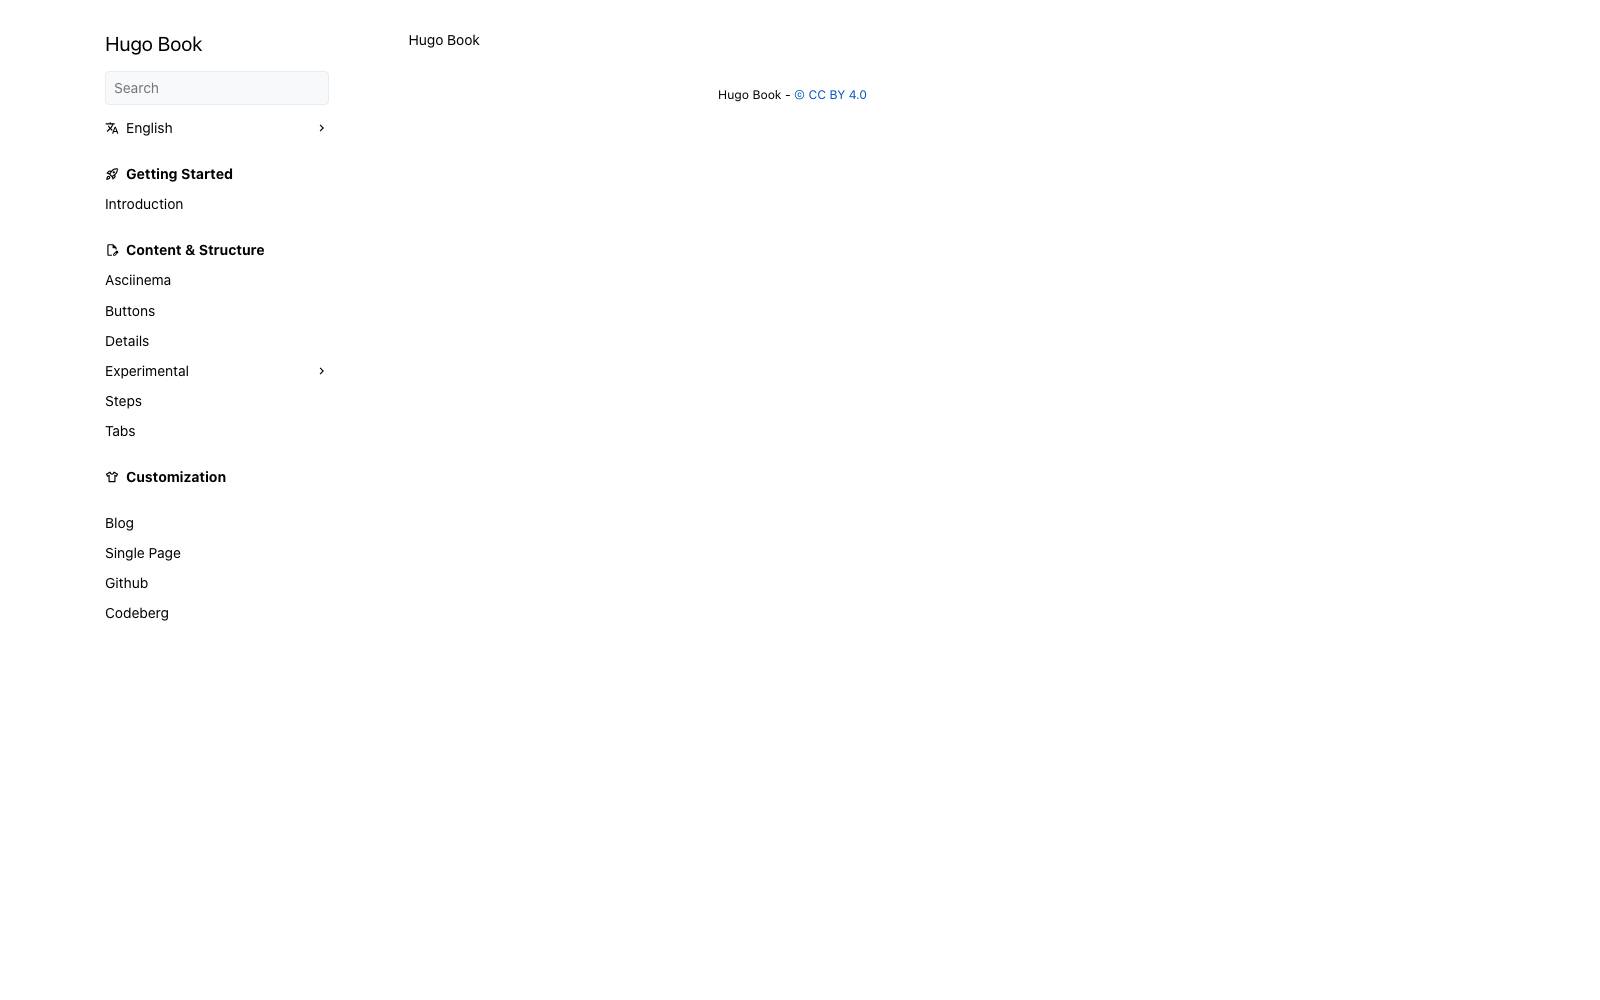 Hugo Book
Search
English
Getting Started
Introduction
Content & Structure
Asciinema
Buttons
Details
Experimental
Steps
Tabs
Customization
Blog
Single Page
Github
Codeberg
Hugo Book
Hugo Book - © CC BY 4.0